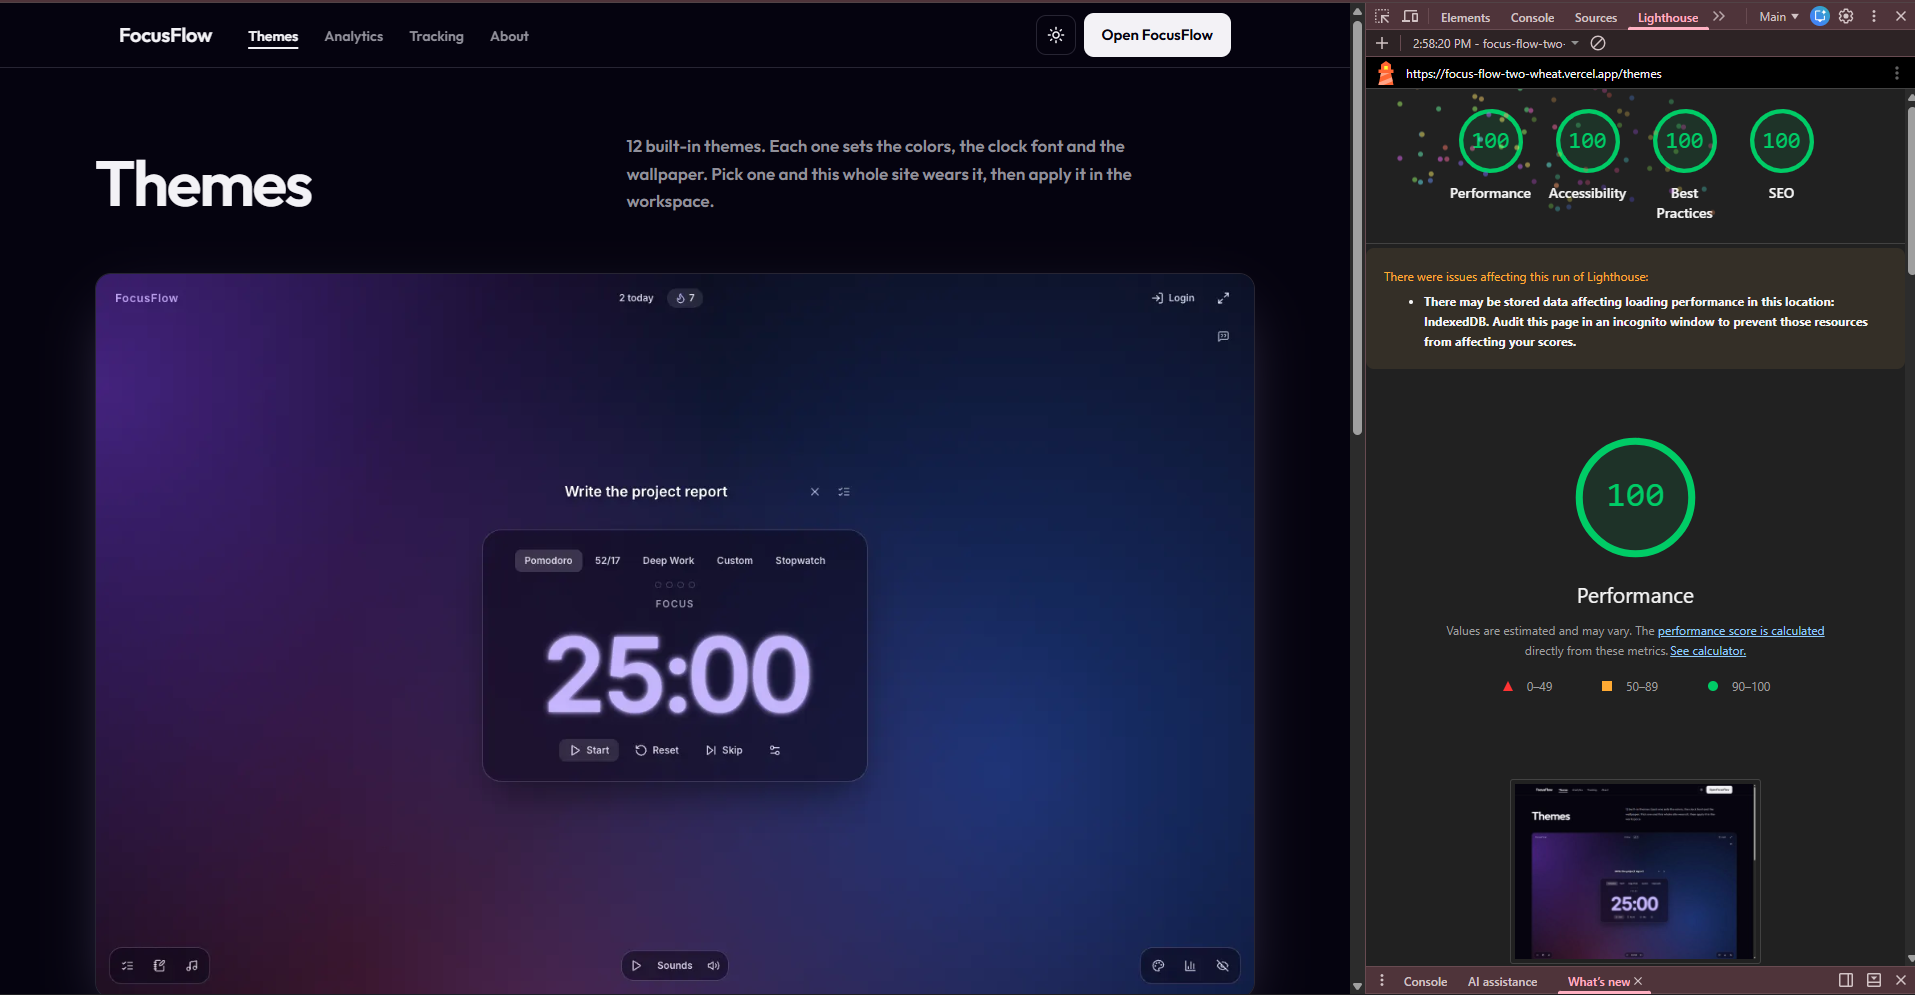 FocusFlow
Themes
Analytics
Tracking
About
Open FocusFlow
Themes
12 built-in themes. Each one sets the colors, the clock font and the
wallpaper. Pick one and this whole site wears it, then apply it in the
workspace.
FocusFlow
2 today
7
Login
Write the project report
Pomodoro
52/17
Deep Work
Custom
Stopwatch
FOCUS
25:00
Start
Reset
Skip
Sounds
Elements
Console
Sources
Lighthouse
Main
2:58:20 PM - focus-flow-two-
https://focus-flow-two-wheat.vercel.app/themes
100
100
100
100
Performance
Accessibility
Best
Practices
SEO
There were issues affecting this run of Lighthouse:
There may be stored data affecting loading performance in this location:
IndexedDB. Audit this page in an incognito window to prevent those resources
from affecting your scores.
100
Performance
Values are estimated and may vary. The performance score is calculated
directly from these metrics. See calculator.
0–49
50–89
90–100
Themes
25:00
Console
AI assistance
What's new